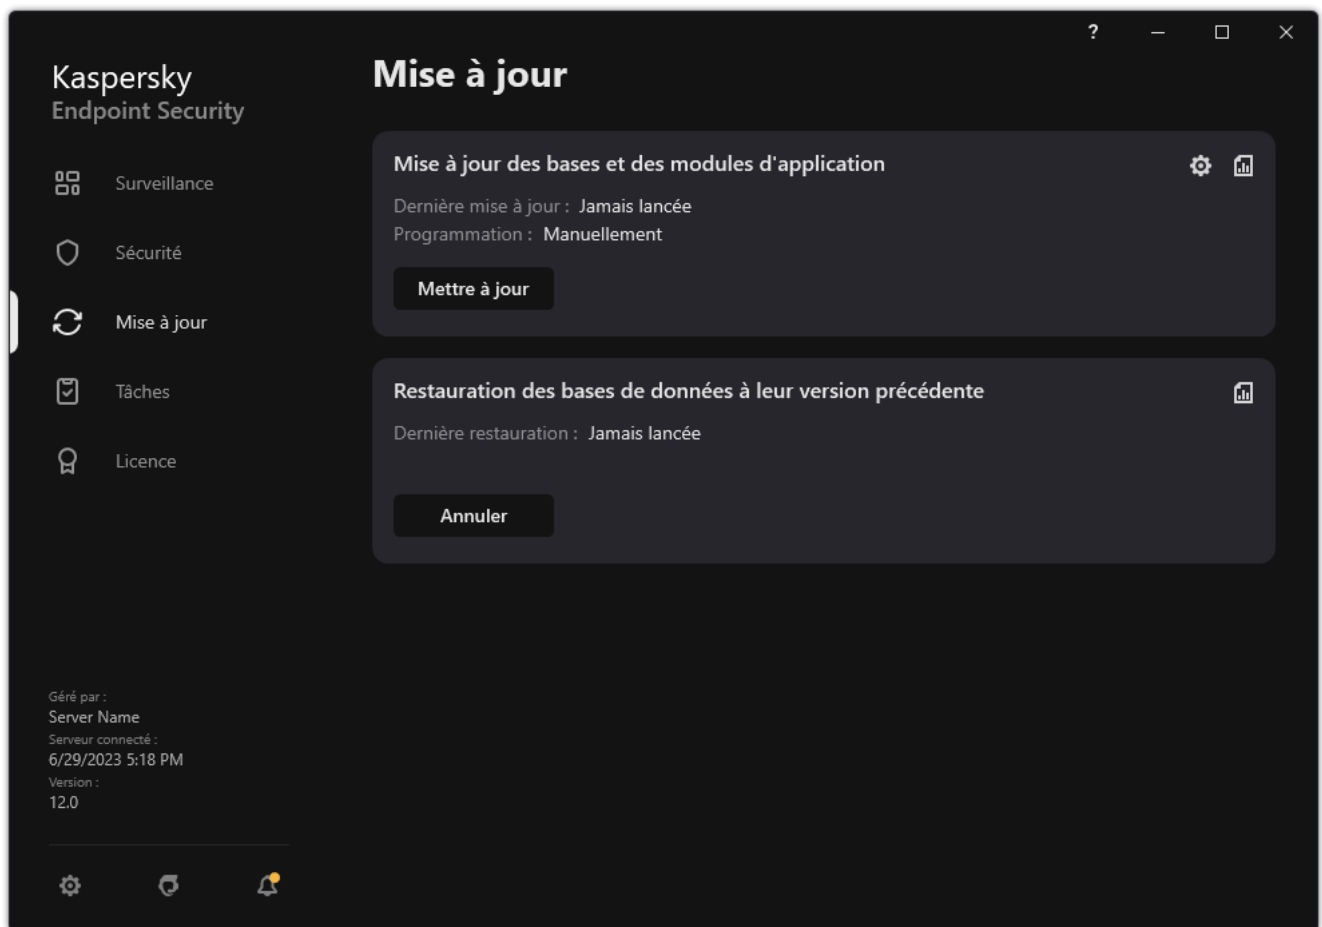 ?
Kaspersky
Endpoint Security
Surveillance
Sécurité
Mise à jour
Tâches
Licence
Géré par :
Server Name
Serveur connecté :
6/29/2023 5:18 PM
Version :
12.0
Mise à jour
Mise à jour des bases et des modules d'application
Dernière mise à jour : Jamais lancée
Programmation : Manuellement
Mettre à jour
Restauration des bases de données à leur version précédente
Dernière restauration : Jamais lancée
Annuler